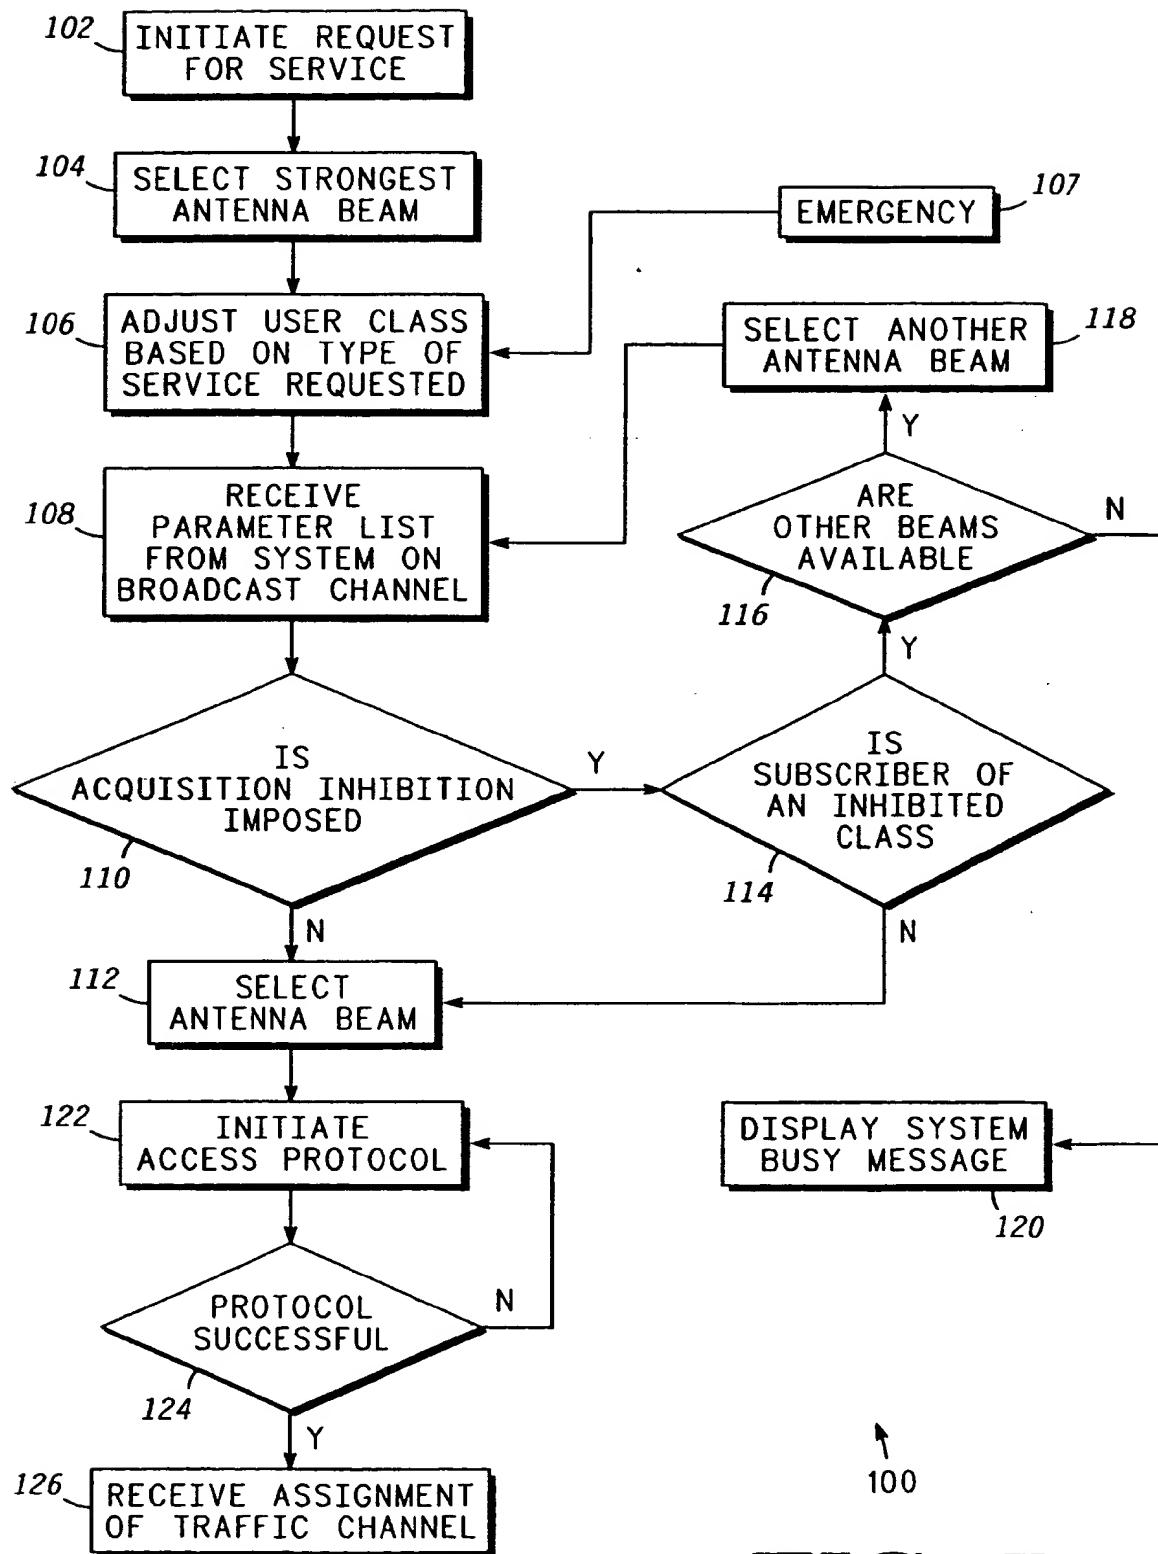 102
INITIATE REQUEST
FOR SERVICE
104
SELECT STRONGEST
ANTENNA BEAM
107
EMERGENCY
106
ADJUST USER CLASS
BASED ON TYPE OF
SERVICE REQUESTED
SELECT ANOTHER
ANTENNA BEAM
118
Y
108
RECEIVE
PARAMETER LIST
FROM SYSTEM ON
BROADCAST CHANNEL
ARE
OTHER BEAMS
AVAILABLE
N
116
Y
IS
ACQUISITION INHIBITION
IMPOSED
Y
110
IS
SUBSCRIBER OF
AN INHIBITED
CLASS
114
N
N
112
SELECT
ANTENNA BEAM
122
INITIATE
ACCESS PROTOCOL
DISPLAY SYSTEM
BUSY MESSAGE
120
PROTOCOL
SUCCESSFUL
N
124
Y
100
126
RECEIVE ASSIGNMENT
OF TRAFFIC CHANNEL